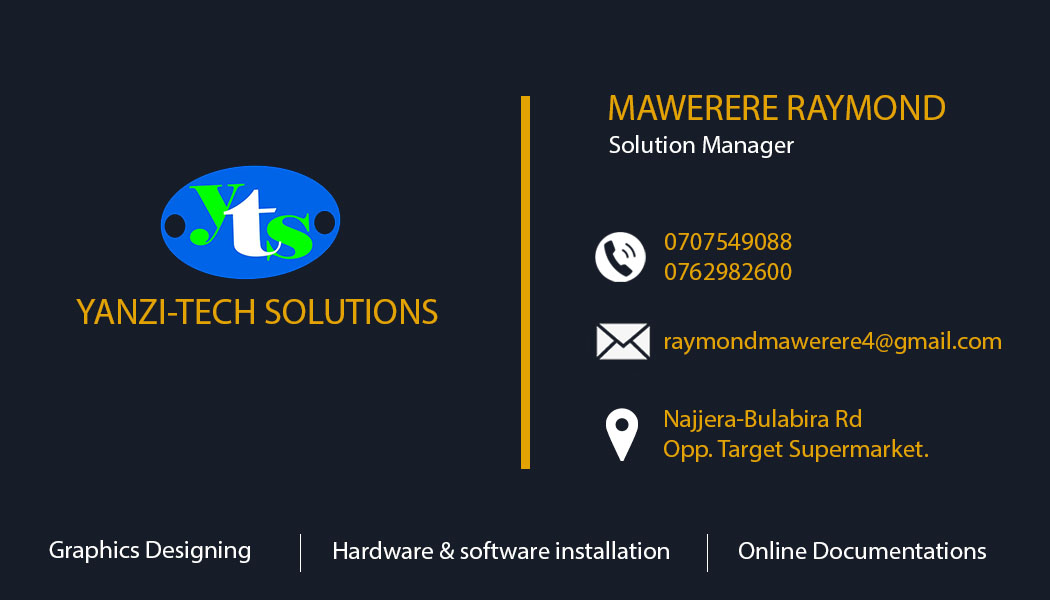 yts
YANZI-TECH SOLUTIONS
MAWERERE RAYMOND
Solution Manager
0707549088
0762982600
raymondmawerere4@gmail.com
Najjera-Bulabira Rd
Opp. Target Supermarket.
Graphics Designing
Hardware & software installation
Online Documentations